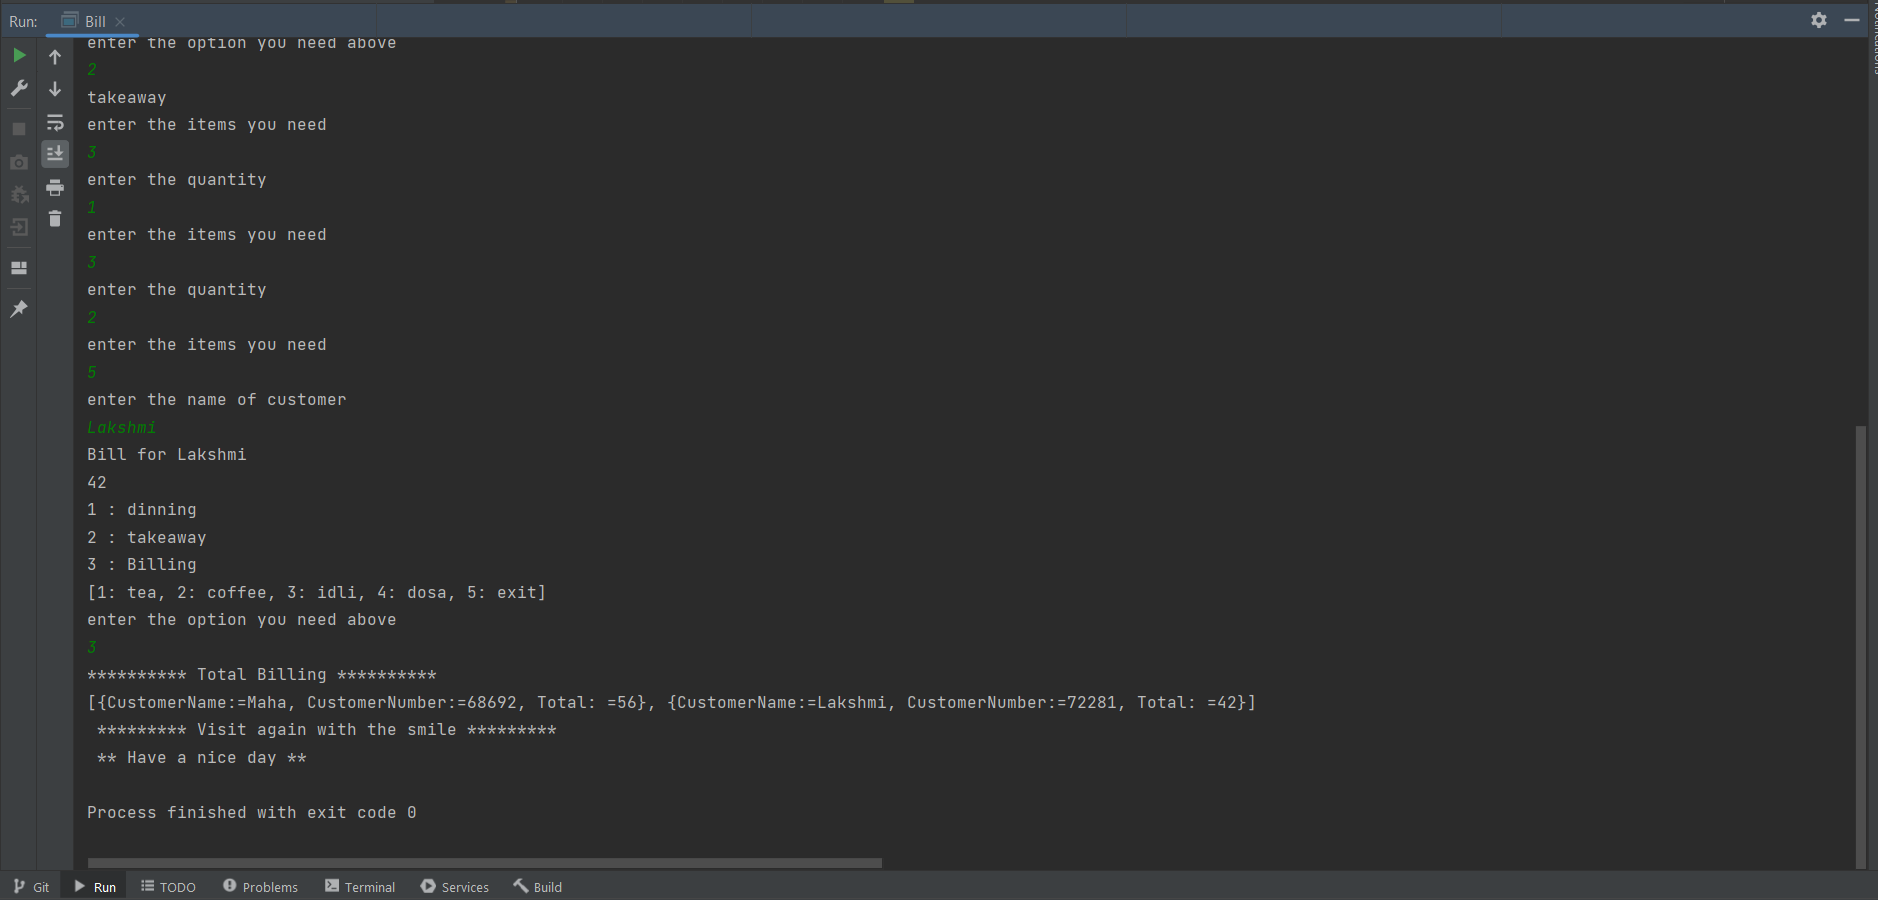 Run: Bill
enter the option you need above
2
takeaway
enter the items you need
3
enter the quantity
1
enter the items you need
3
enter the quantity
2
enter the items you need
5
enter the name of customer
Lakshmi
Bill for Lakshmi
42
1 : dinning
2 : takeaway
3 : Billing
[1: tea, 2: coffee, 3: idli, 4: dosa, 5: exit]
enter the option you need above
3
********** Total Billing **********
[{CustomerName:=Maha, CustomerNumber:=68692, Total: =56}, {CustomerName:=Lakshmi, CustomerNumber:=72281, Total: =42}]
 ********* Visit again with the smile *********
 ** Have a nice day **
Process finished with exit code 0
Git Run TODO Problems Terminal Services Build